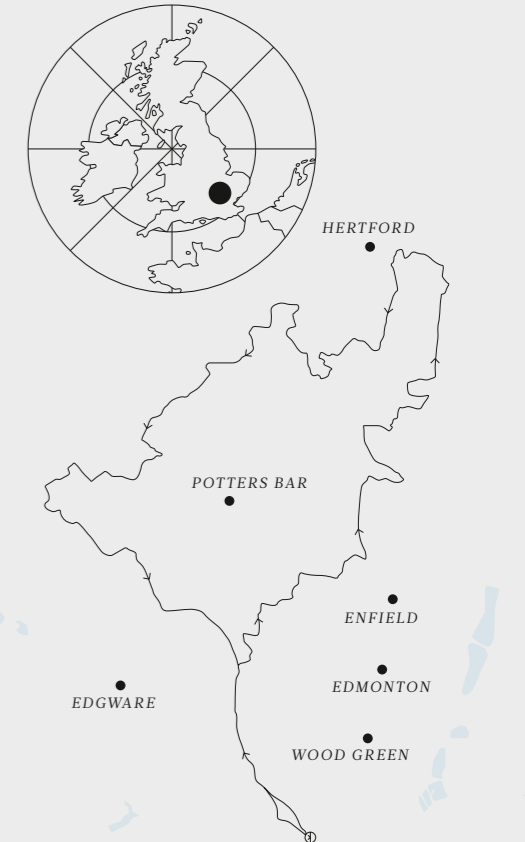 HERTFORD
POTTERS BAR
ENFIELD
EDMONTON
EDGWARE
WOOD GREEN